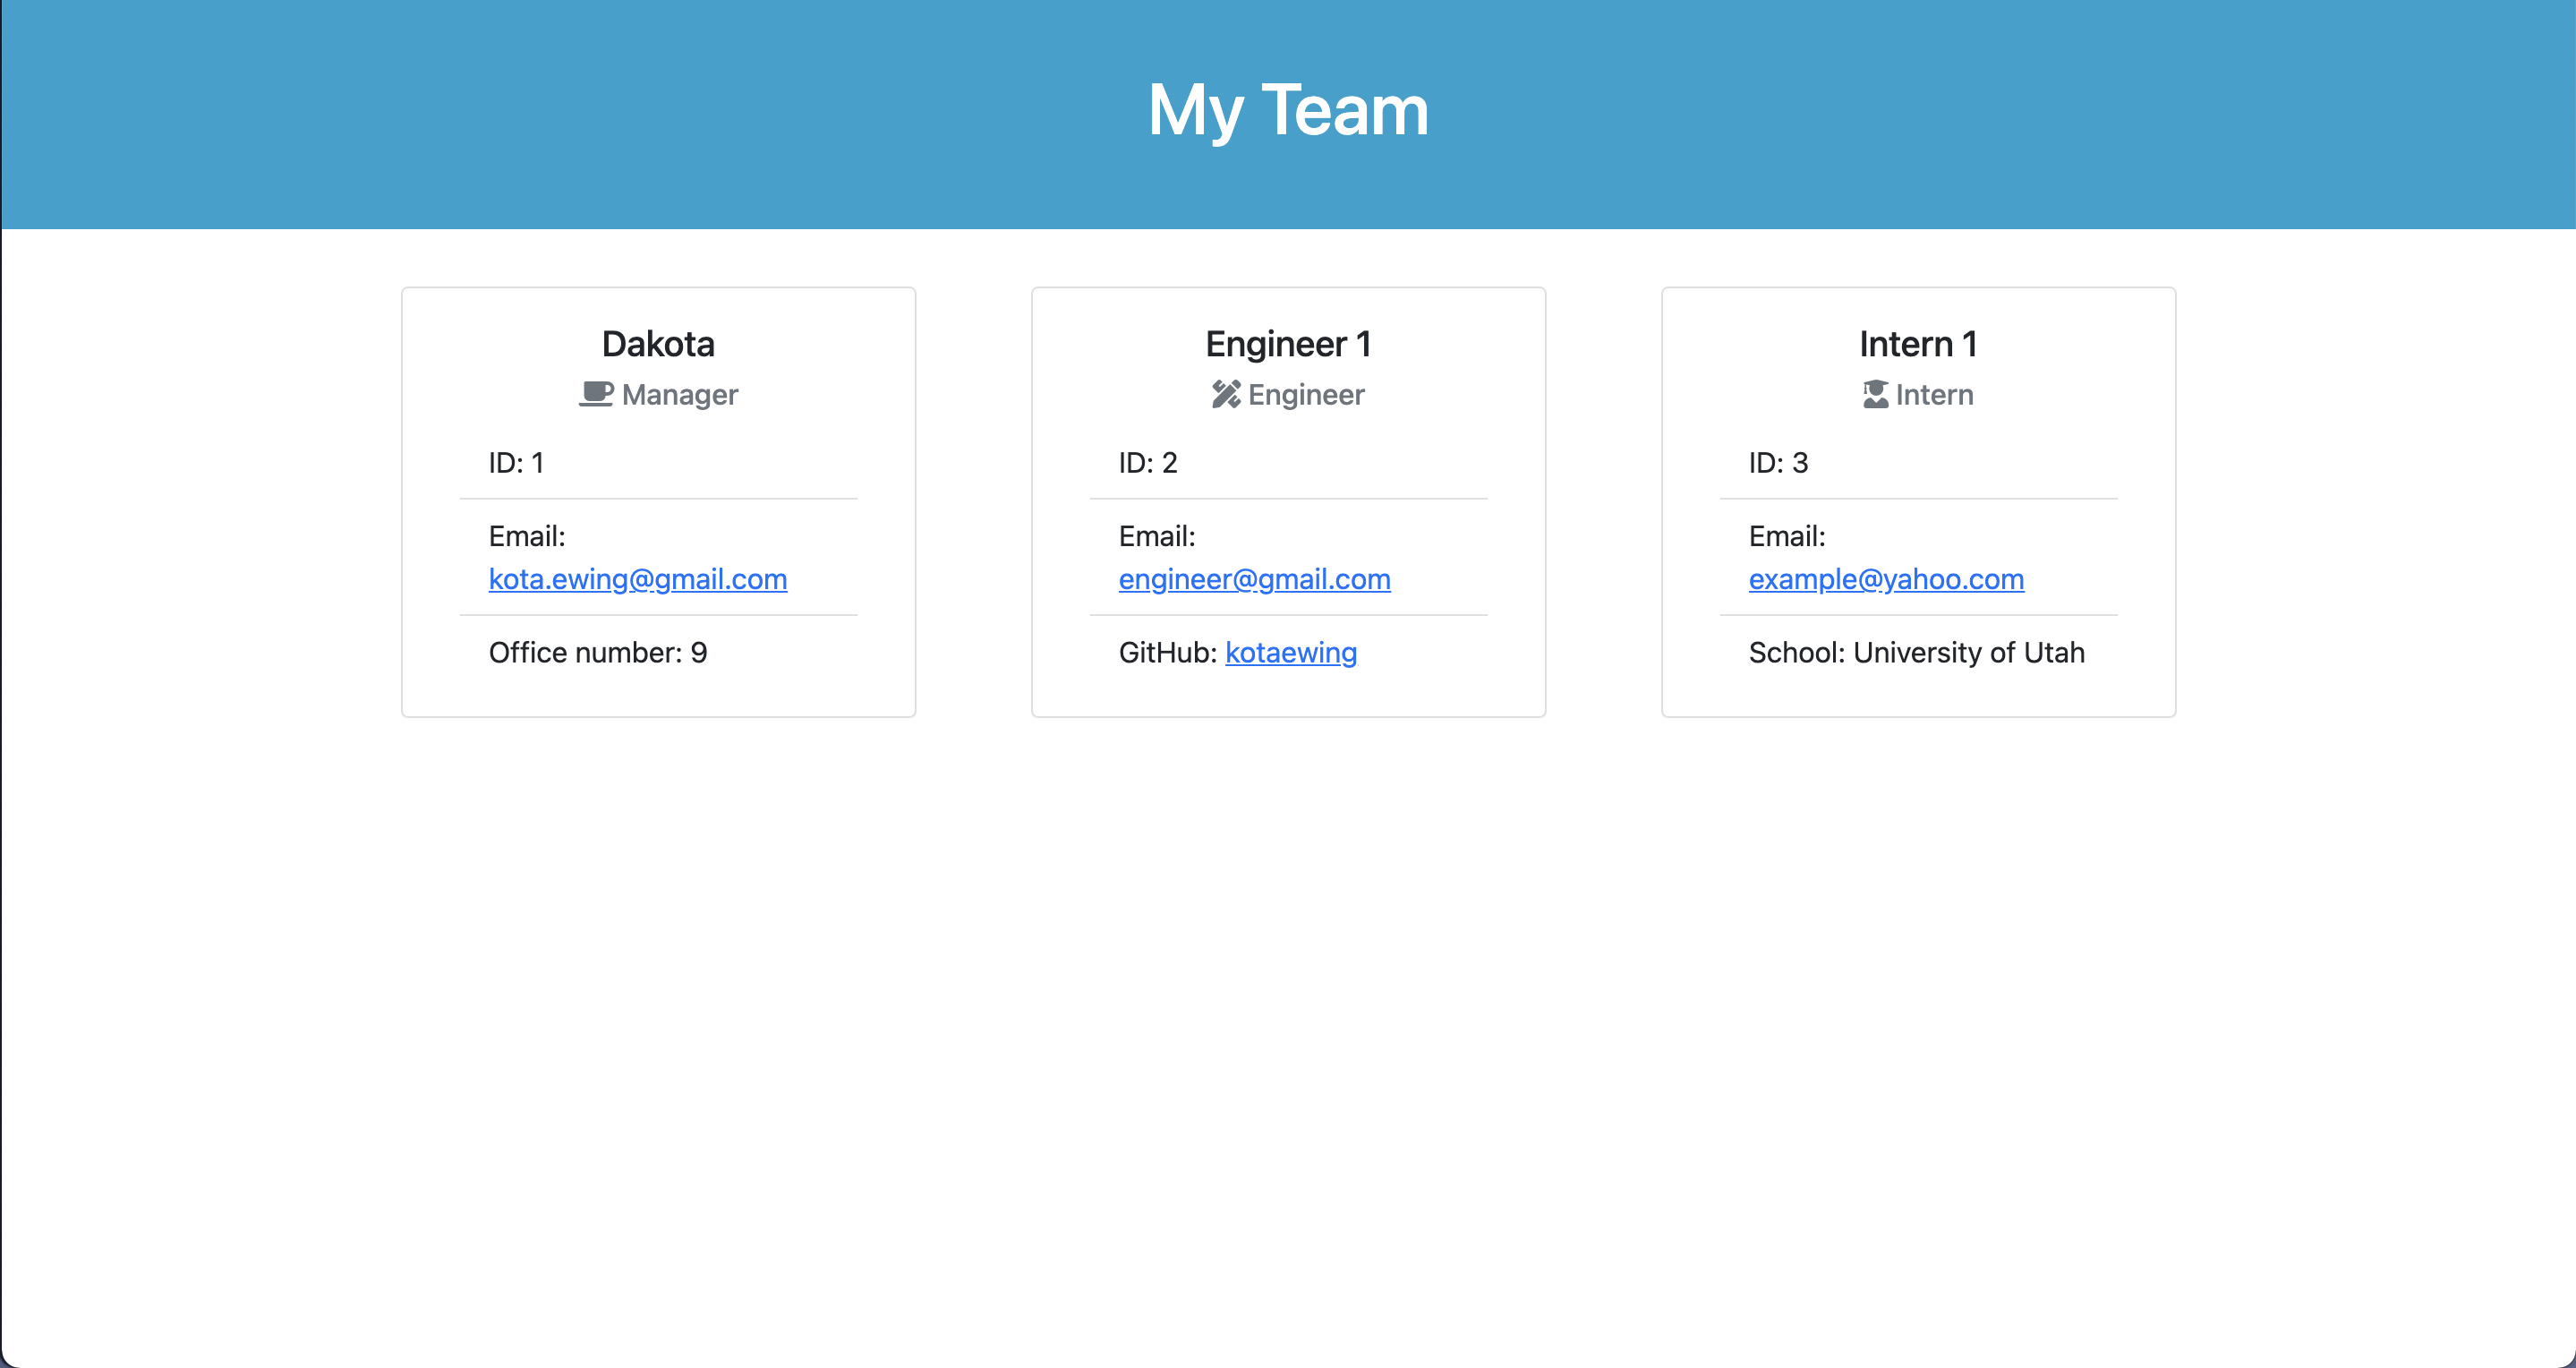 My Team
Dakota
Manager
ID: 1
Email:
kota.ewing@gmail.com
Office number: 9
Engineer 1
Engineer
ID: 2
Email:
engineer@gmail.com
GitHub: kotaewing
Intern 1
Intern
ID: 3
Email:
example@yahoo.com
School: University of Utah